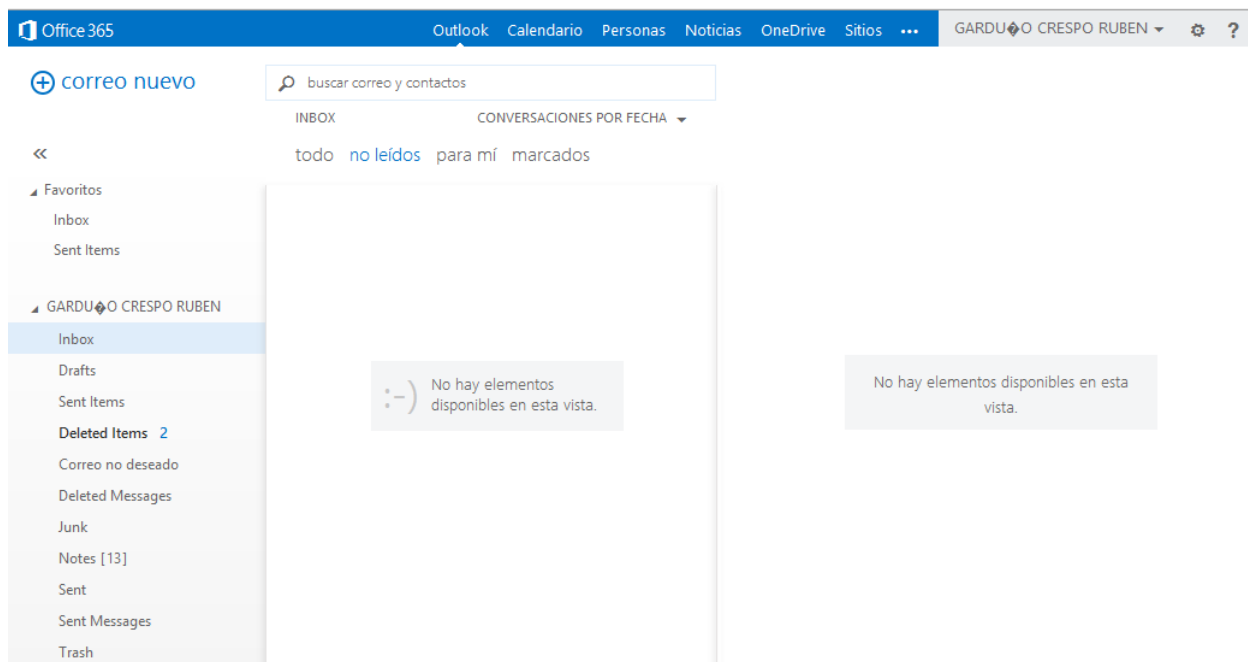 Office 365
Outlook Calendario Personas Noticias OneDrive Sitios ••• GARDU�O CRESPO RUBEN ?
correo nuevo
buscar correo y contactos
INBOX CONVERSACIONES POR FECHA
todo no leídos para mí marcados
Favoritos
Inbox
Sent Items
GARDU�O CRESPO RUBEN
Inbox
Drafts
Sent Items
Deleted Items 2
Correo no deseado
Deleted Messages
Junk
Notes [13]
Sent
Sent Messages
Trash
:-) No hay elementos
disponibles en esta vista.
No hay elementos disponibles en esta
vista.